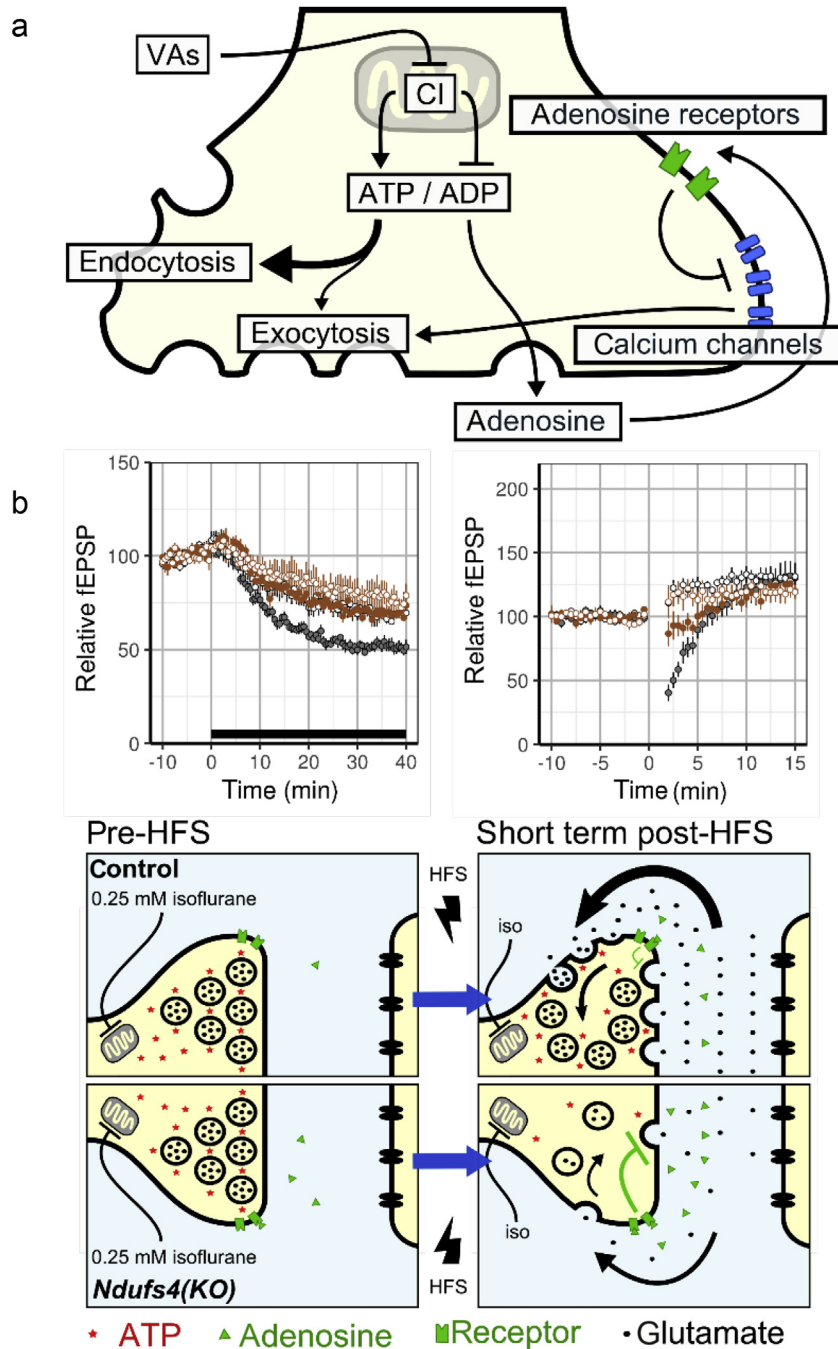 a
VAs
CI
Adenosine receptors
ATP / ADP
Endocytosis
Exocytosis
Calcium channels
Adenosine
b
Relative fEPSP
150
100
50
0
-10 0 10 20 30 40
Time (min)
Relative fEPSP
200
150
100
50
0
-10 -5 0 5 10 15
Time (min)
Pre-HFS
Short term post-HFS
Control
0.25 mM isoflurane
HFS
iso
0.25 mM isoflurane
Ndufs4(KO)
HFS
iso
ATP Adenosine Receptor Glutamate